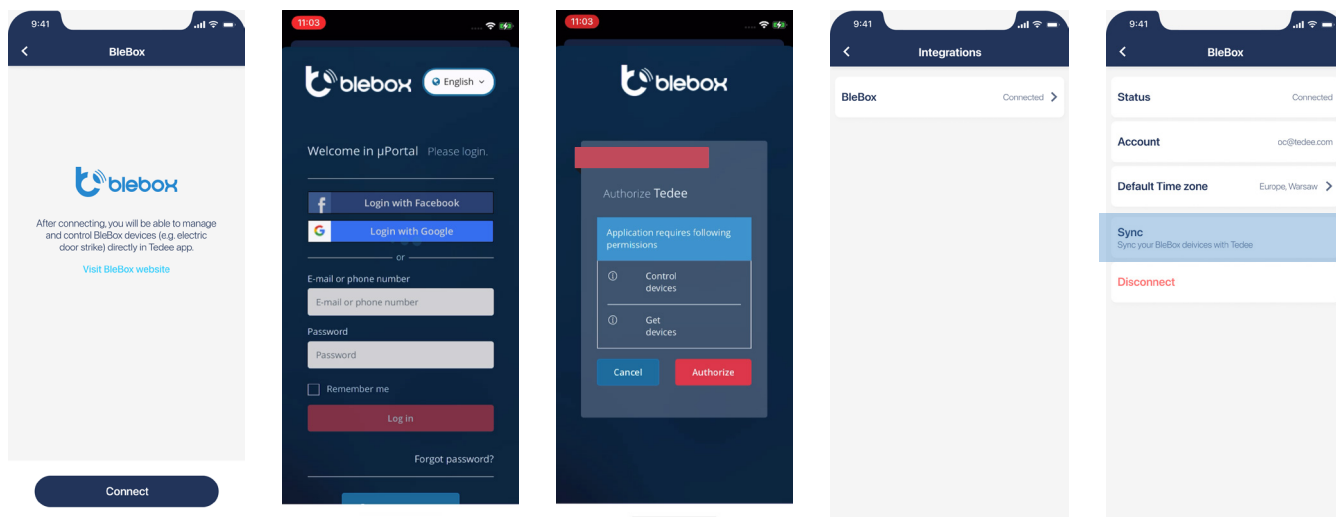 9:41
BleBox
blebox
After connecting, you will be able to manage
and control BleBox devices (e.g. electric
door strike) directly in Tedee app.
Visit BleBox website
Connect
11:03
blebox
English
Welcome in µPortal Please login.
Login with Facebook
Login with Google
or
E-mail or phone number
E-mail or phone number
Password
Password
Remember me
Log in
Forgot password?
11:03
blebox
Authorize Tedee
Application requires following
permissions
Control
devices
Get
devices
Cancel
Authorize
9:41
Integrations
BleBox
Connected
9:41
BleBox
Status
Connected
Account
oc@tedee.com
Default Time zone
Europe, Warsaw
Sync
Sync your BleBox deivices with Tedee
Disconnect